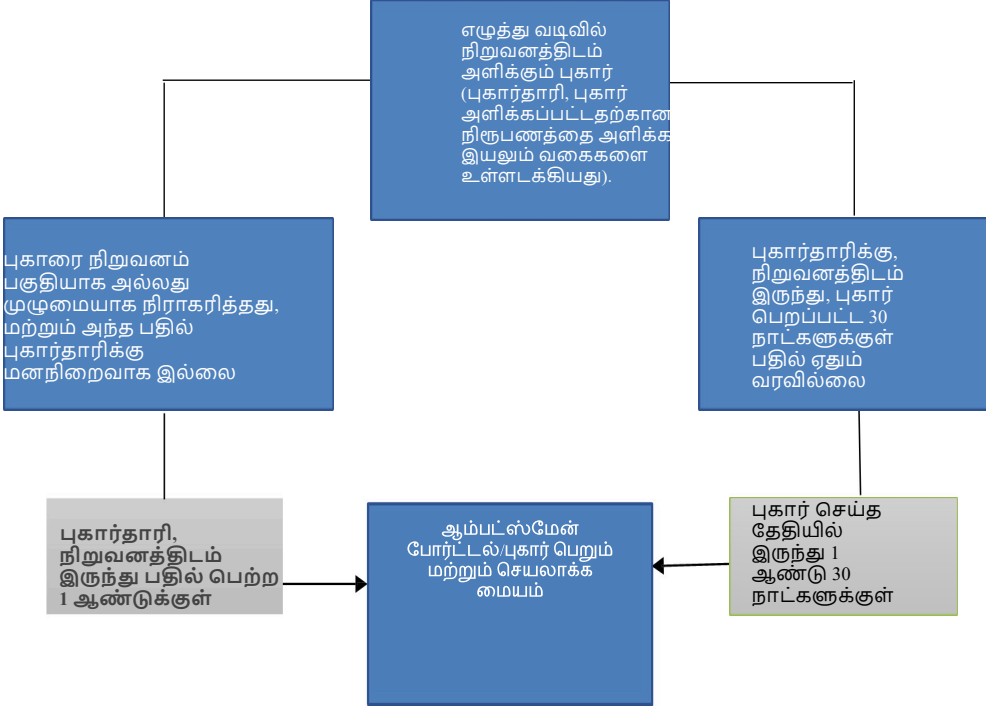 எழுத்து வடிவில்
நிறுவனத்திடம்
அளிக்கும் புகார்
(புகார்தாரி, புகார்
அளிக்கப்பட்டதற்கான
நிரூபணத்தை அளிக்க
இயலும் வகைகளை
உள்ளடக்கியது).
புகாரை நிறுவனம்
பகுதியாக அல்லது
முழுமையாக நிராகரித்தது,
மற்றும் அந்த பதில்
புகார்தாரிக்கு
மனநிறைவாக இல்லை
புகார்தாரிக்கு,
நிறுவனத்திடம்
இருந்து, புகார்
பெறப்பட்ட 30
நாட்களுக்குள்
பதில் ஏதும்
வரவில்லை
புகார்தாரி,
நிறுவனத்திடம்
இருந்து பதில் பெற்ற
1 ஆண்டுக்குள்
ஆம்பட்ஸ்மேன்
போர்ட்டல்/புகார் பெறும்
மற்றும் செயலாக்க
மையம்
புகார் செய்த
தேதியில்
இருந்து 1
ஆண்டு 30
நாட்களுக்குள்